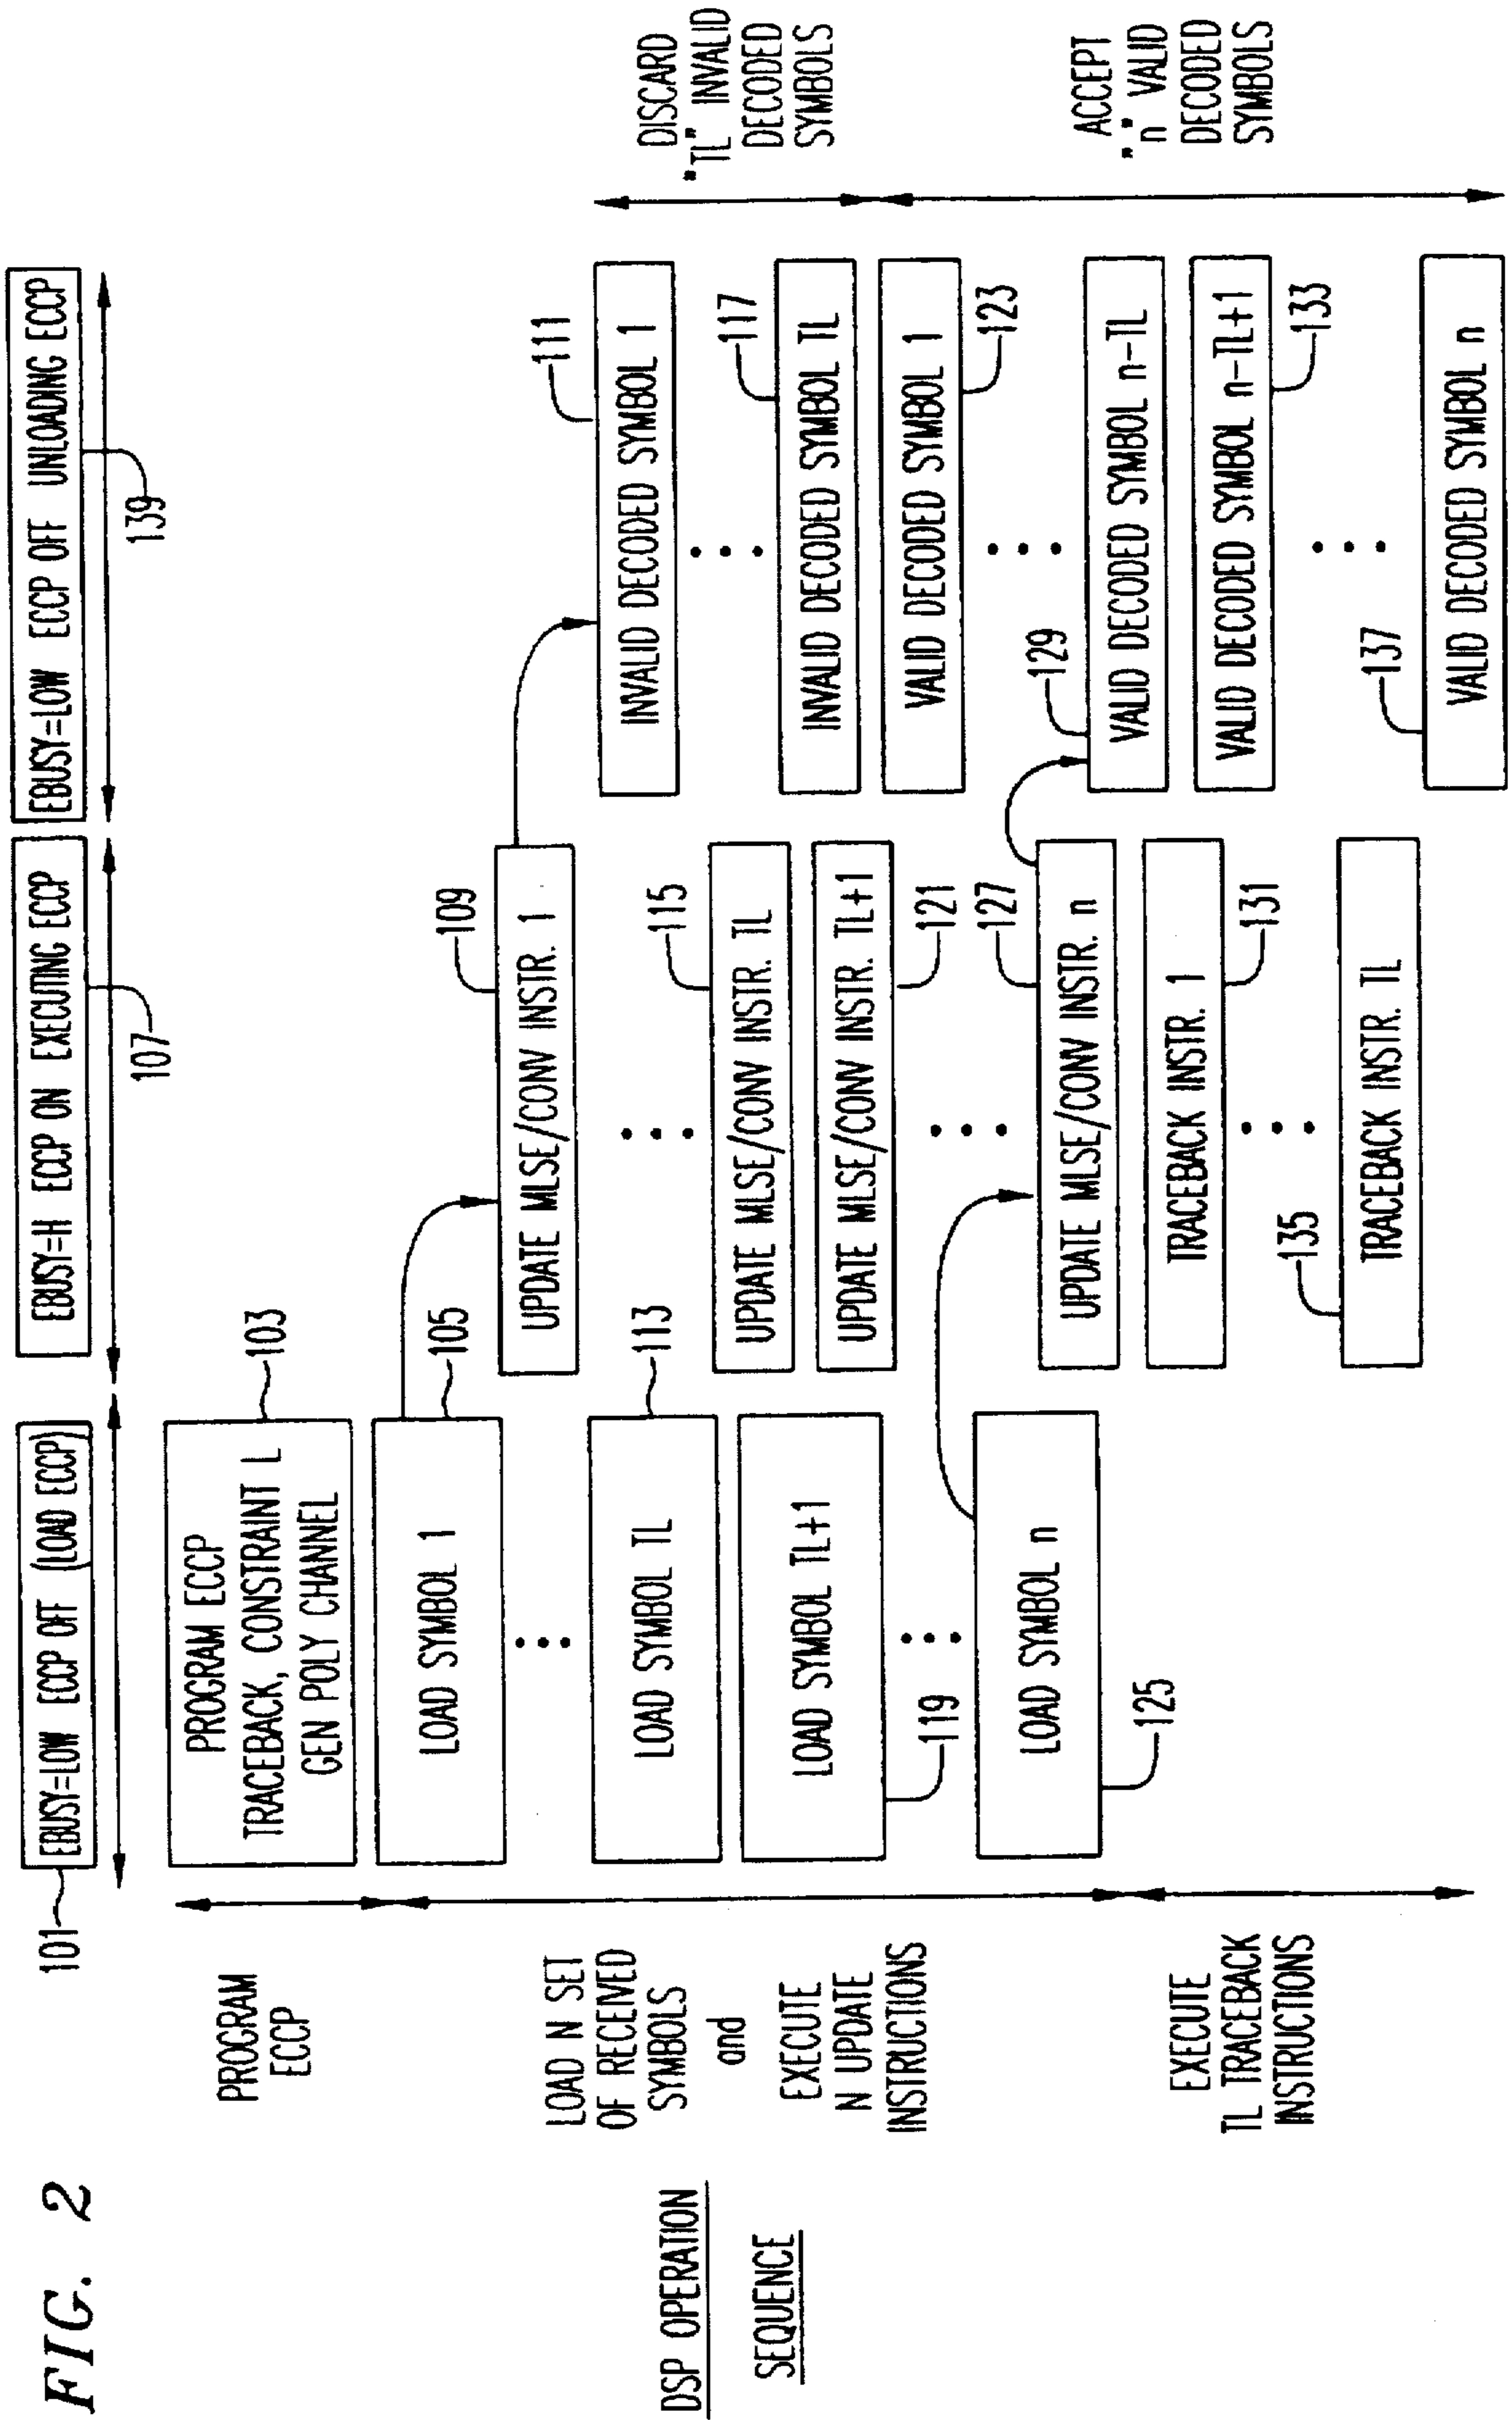 FIG. 2
DSP OPERATION
SEQUENCE
PROGRAM
ECCP
LOAD N SET
OF RECEIVED
SYMBOLS
and
EXECUTE
N UPDATE
INSTRUCTIONS
EXECUTE
TL TRACEBACK
INSTRUCTIONS
101
EBUSY=LOW ECCP OFF (LOAD ECCP)
PROGRAM ECCP
TRACEBACK, CONSTRAINT L
GEN POLY CHANNEL
103
LOAD SYMBOL 1
105
LOAD SYMBOL TL
113
LOAD SYMBOL TL+1
119
LOAD SYMBOL n
125
EBUSY=H ECCP ON EXECUTING ECCP
107
109
UPDATE MLSE/CONV INSTR. 1
115
UPDATE MLSE/CONV INSTR. TL
UPDATE MLSE/CONV INSTR. TL+1
121
127
UPDATE MLSE/CONV INSTR. n
TRACEBACK INSTR. 1
131
135
TRACEBACK INSTR. TL
EBUSY=LOW ECCP OFF UNLOADING ECCP
139
111
INVALID DECODED SYMBOL 1
117
INVALID DECODED SYMBOL TL
VALID DECODED SYMBOL 1
123
129
VALID DECODED SYMBOL n-TL
VALID DECODED SYMBOL n-TL+1
133
137
VALID DECODED SYMBOL n
DISCARD
"TL" INVALID
DECODED
SYMBOLS
ACCEPT
"n" VALID
DECODED
SYMBOLS